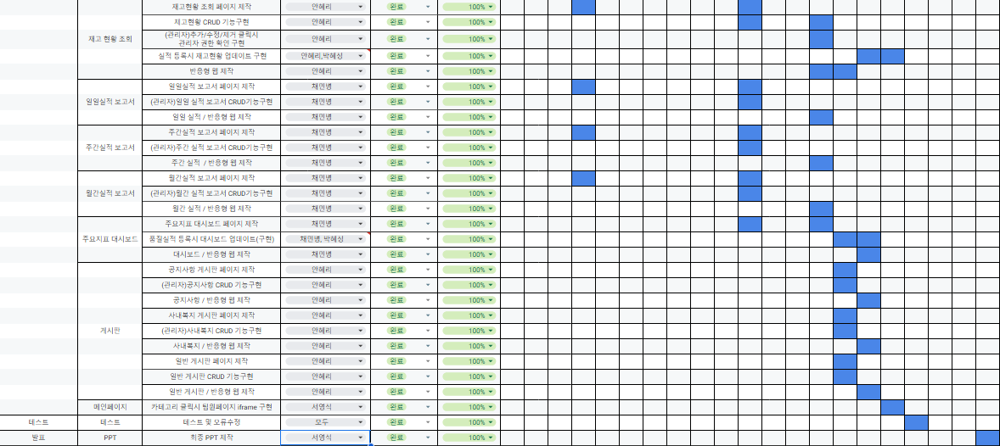 재고현황 조회 페이지 제작 안혜리 완료 100%
재고현황 CRUD 기능구현 안혜리 완료 100%
재고 현황 조회
(관리자)추가/수정/제거 클릭시
관리자 권한 확인 구현 안혜리 완료 100%
실적 등록시 재고현황 업데이트 구현 안혜리,박혜성 완료 100%
반응형 웹 제작 안혜리 완료 100%
일일실적 보고서 페이지 제작 채민병 완료 100%
일일실적 보고서 (관리자)일일 실적 보고서 CRUD기능구현 채민병 완료 100%
일일 실적 / 반응형 웹 제작 채민병 완료 100%
주간실적 보고서 페이지 제작 채민병 완료 100%
주간실적 보고서 (관리자)주간 실적 보고서 CRUD기능구현 채민병 완료 100%
주간 실적 / 반응형 웹 제작 채민병 완료 100%
월간실적 보고서 페이지 제작 채민병 완료 100%
월간실적 보고서 (관리자)월간 실적 보고서 CRUD기능구현 채민병 완료 100%
월간 실적 / 반응형 웹 제작 채민병 완료 100%
주요지표 대시보드 페이지 제작 채민병 완료 100%
주요지표 대시보드 품질실적 등록시 대시보드 업데이트(구현) 채민병, 박혜성 완료 100%
대시보드 / 반응형 웹 제작 채민병 완료 100%
공지사항 게시판 페이지 제작 안혜리 완료 100%
(관리자)공지사항 CRUD 기능구현 안혜리 완료 100%
공지사항 / 반응형 웹 제작 안혜리 완료 100%
사내복지 게시판 페이지 제작 안혜리 완료 100%
게시판 (관리자)사내복지 CRUD 기능구현 안혜리 완료 100%
사내복지 / 반응형 웹 제작 안혜리 완료 100%
일반 게시판 페이지 제작 안혜리 완료 100%
일반 게시판 CRUD 기능구현 안혜리 완료 100%
일반 게시판 / 반응형 웹 제작 안혜리 완료 100%
메인페이지 카테고리 클릭시 팀원페이지 iframe 구현 서영식 완료 100%
테스트 테스트 테스트 및 오류수정 모두 완료 100%
발표 PPT 최종 PPT 제작 서영식 완료 100%